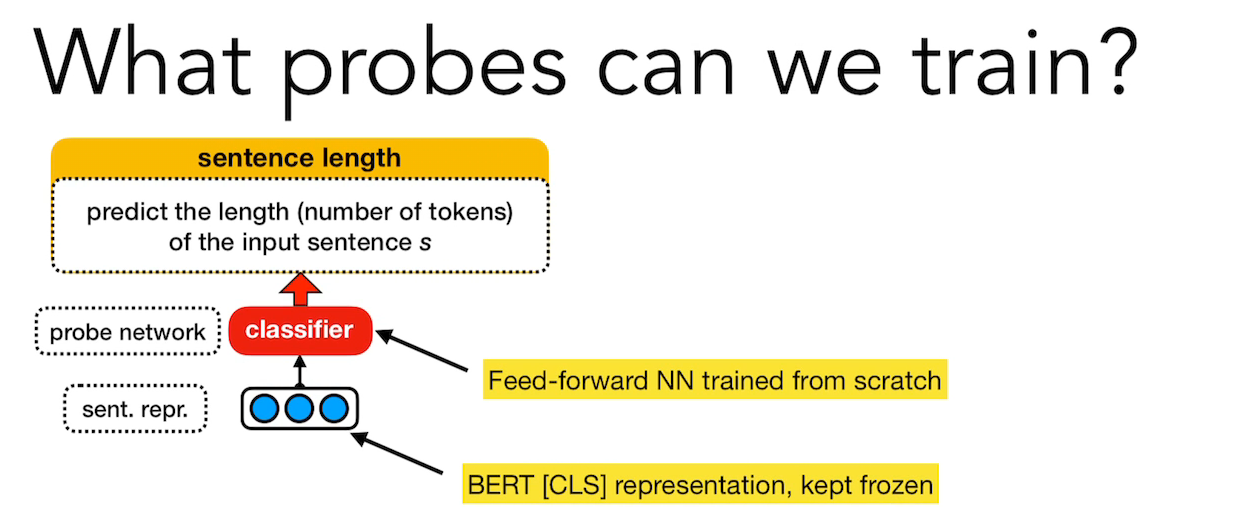 What probes can we train?
sentence length
predict the length (number of tokens)
of the input sentence s
probe network
classifier
Feed-forward NN trained from scratch
sent. repr.
BERT [CLS] representation, kept frozen